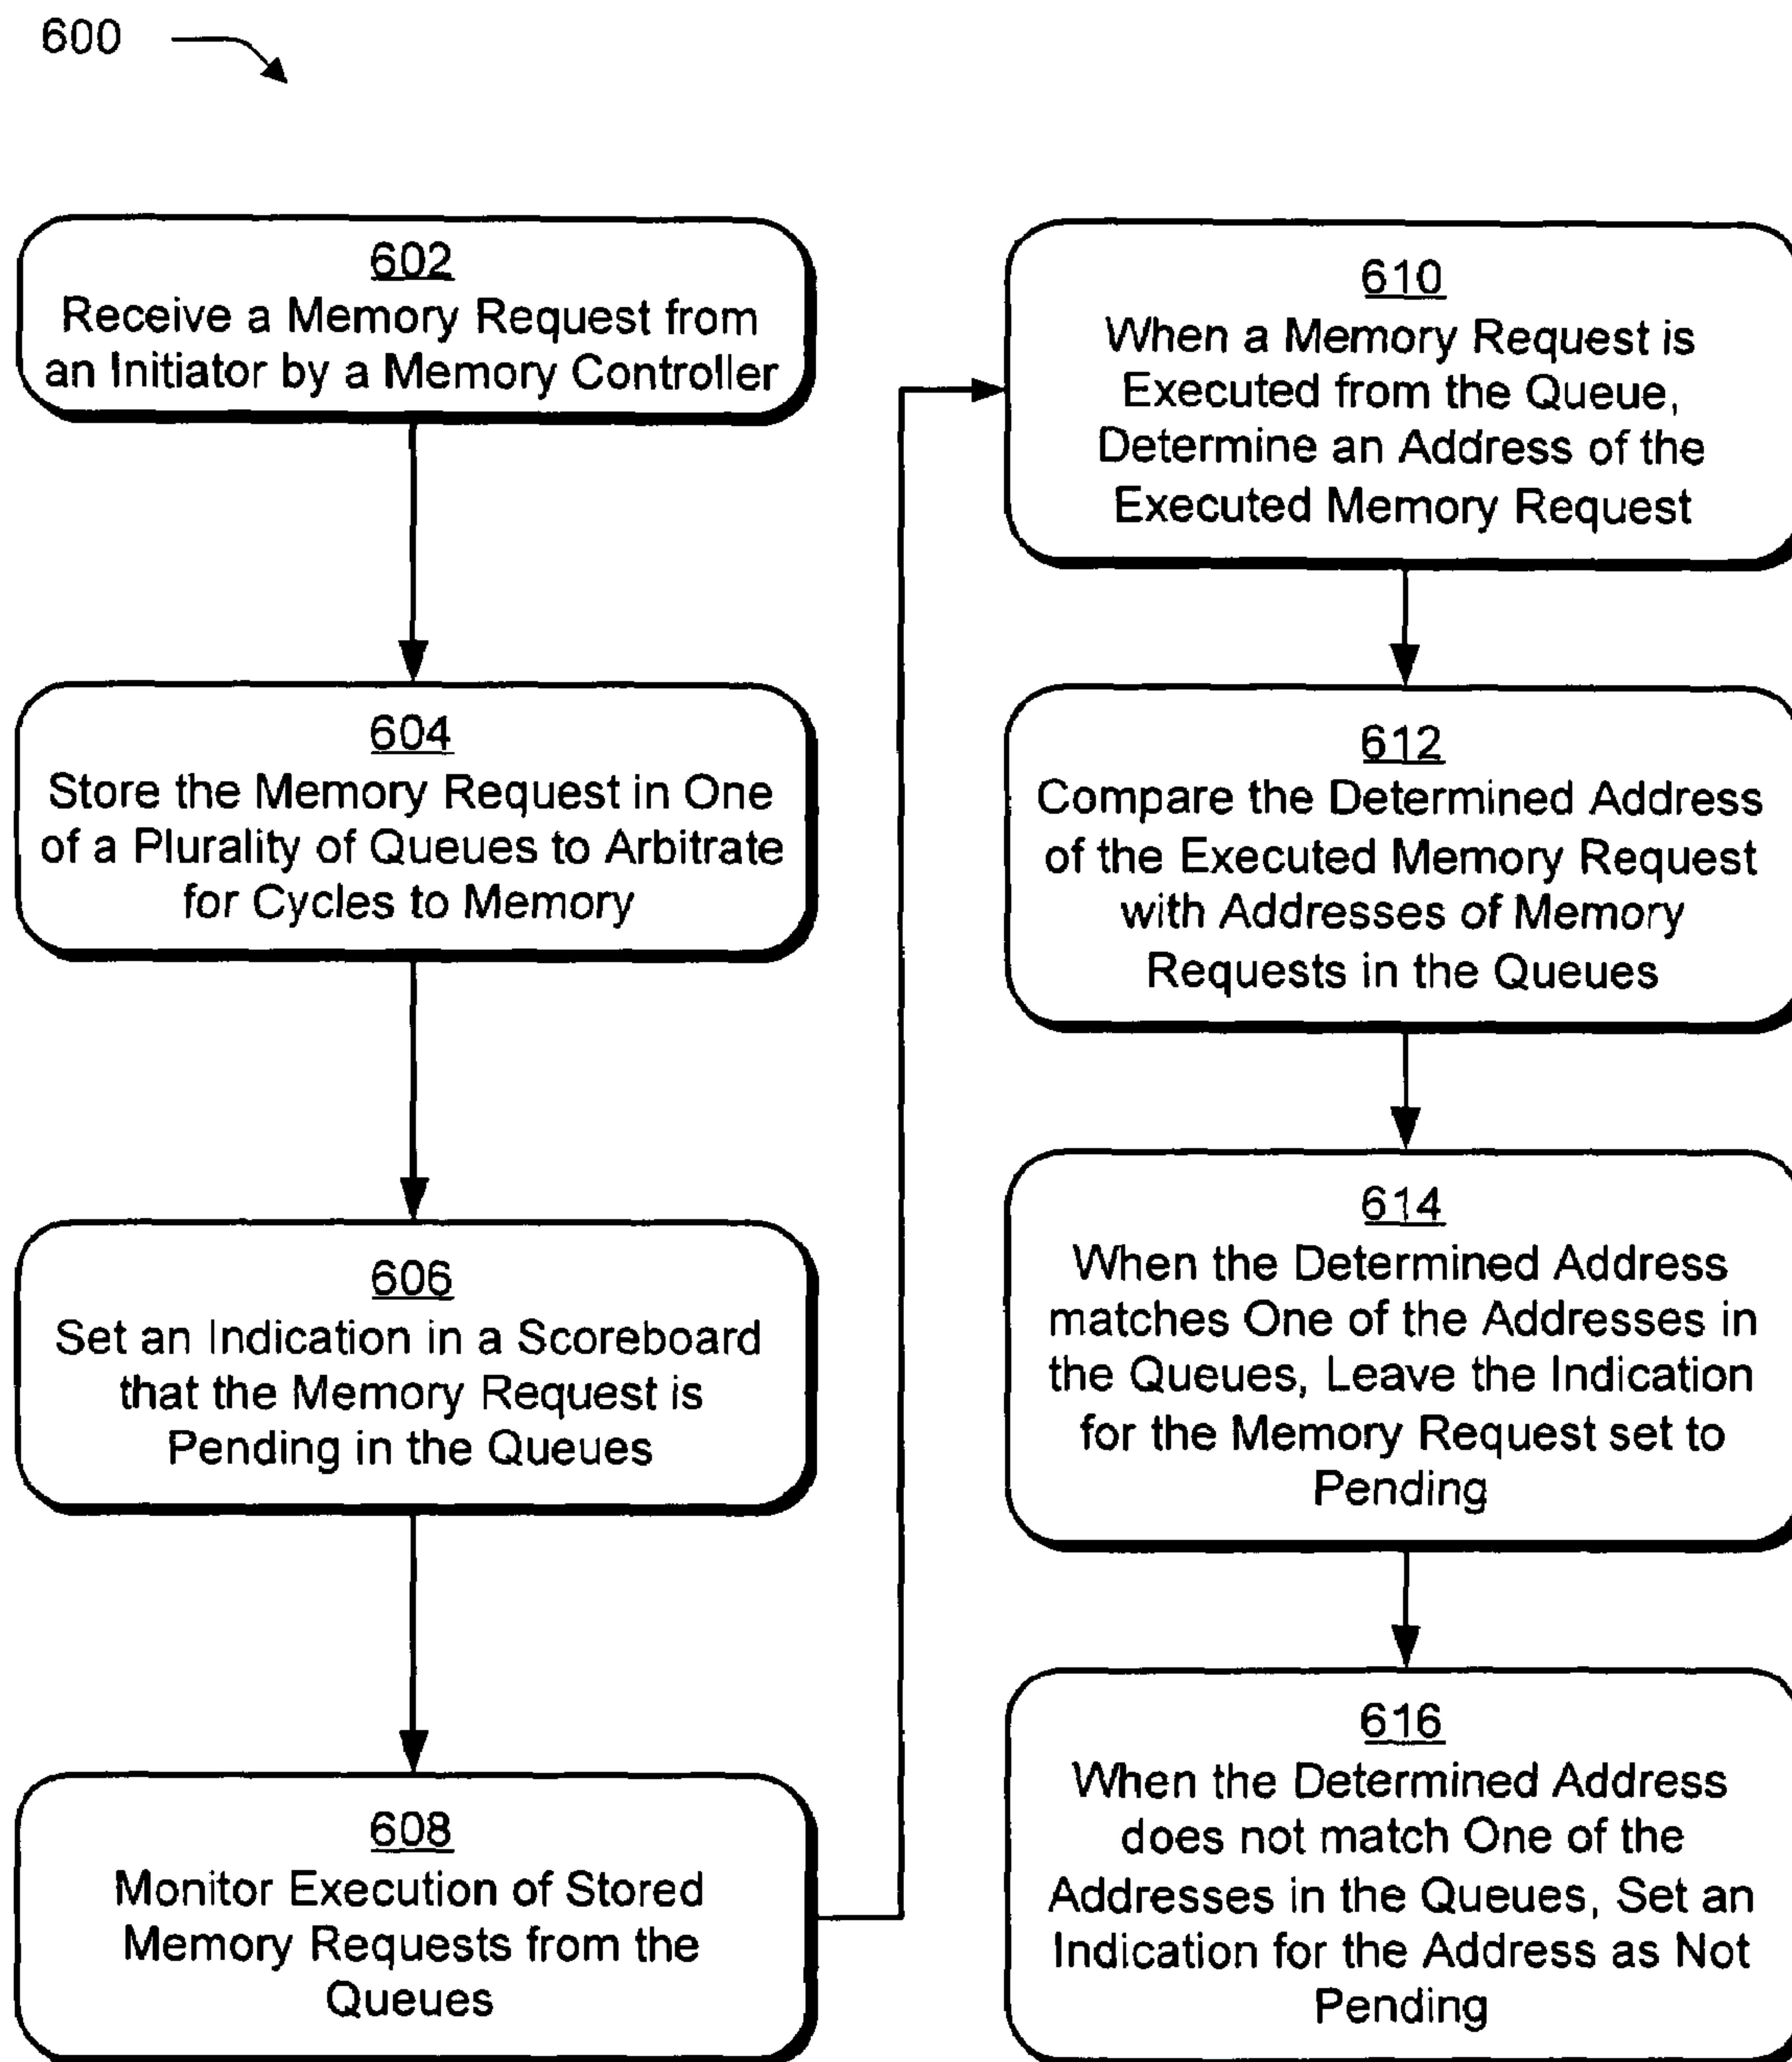 600
602
Receive a Memory Request from
an Initiator by a Memory Controller
604
Store the Memory Request in One
of a Plurality of Queues to Arbitrate
for Cycles to Memory
606
Set an Indication in a Scoreboard
that the Memory Request is
Pending in the Queues
608
Monitor Execution of Stored
Memory Requests from the
Queues
610
When a Memory Request is
Executed from the Queue,
Determine an Address of the
Executed Memory Request
612
Compare the Determined Address
of the Executed Memory Request
with Addresses of Memory
Requests in the Queues
614
When the Determined Address
matches One of the Addresses in
the Queues, Leave the Indication
for the Memory Request set to
Pending
616
When the Determined Address
does not match One of the
Addresses in the Queues, Set an
Indication for the Address as Not
Pending